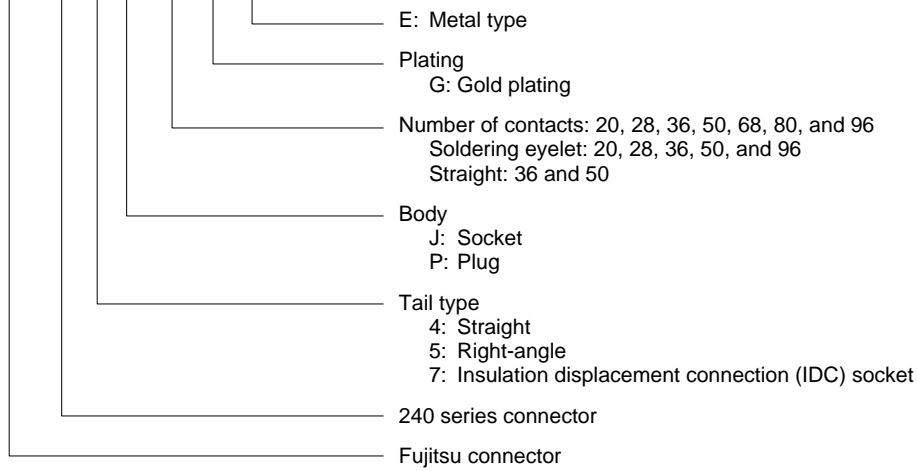 E: Metal type
Plating
G: Gold plating
Number of contacts: 20, 28, 36, 50, 68, 80, and 96
Soldering eyelet: 20, 28, 36, 50, and 96
Straight: 36 and 50
Body
J: Socket
P: Plug
Tail type
4: Straight
5: Right-angle
7: Insulation displacement connection (IDC) socket
240 series connector
Fujitsu connector